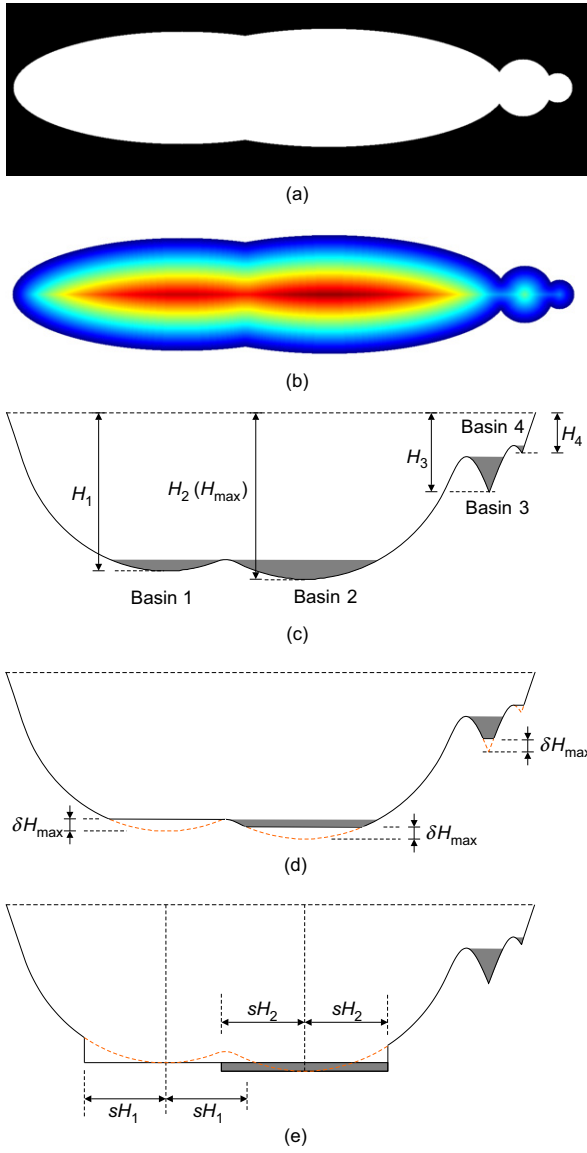 (a)
(b)
Basin 4
H₄
H₃
H₁
H₂ (Hmax)
Basin 3
Basin 1
Basin 2
(c)
δHmax
δHmax
δHmax
(d)
sH₂
sH₂
sH₁
sH₁
(e)